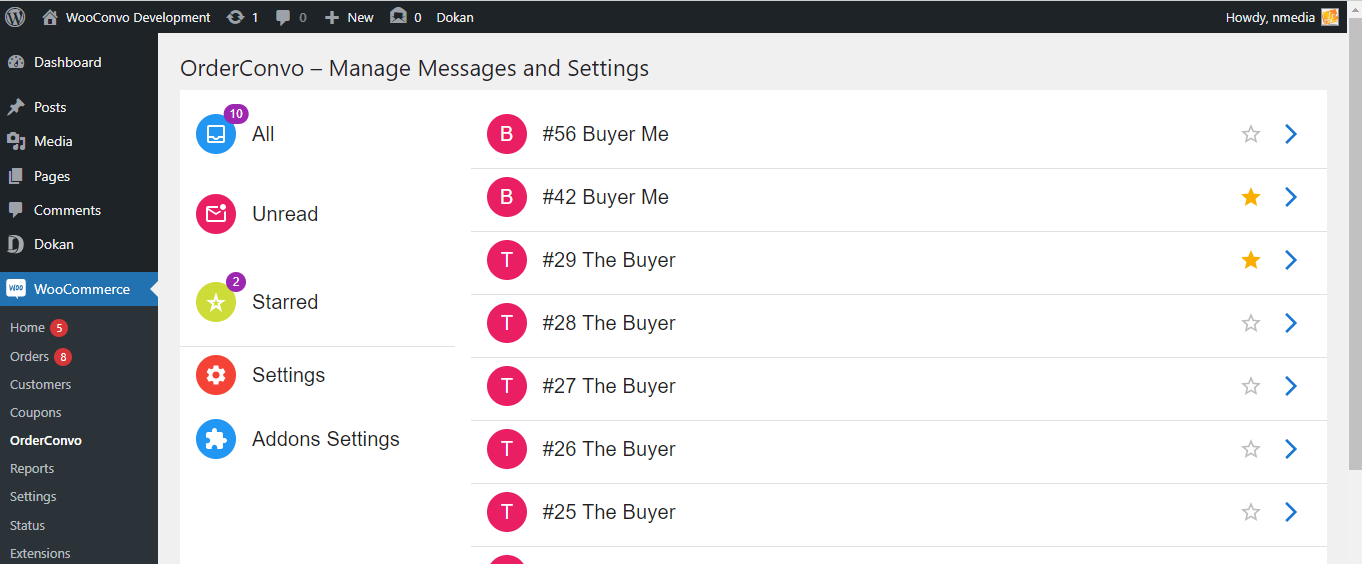 WooConvo Development 1 0 New 0 Dokan Howdy, nmedia
Dashboard
Posts
Media
Pages
Comments
Dokan
WooCommerce
Home 5
Orders 8
Customers
Coupons
OrderConvo
Reports
Settings
Status
Extensions
OrderConvo – Manage Messages and Settings
10
All
Unread
2
Starred
Settings
Addons Settings
B #56 Buyer Me
B #42 Buyer Me
T #29 The Buyer
T #28 The Buyer
T #27 The Buyer
T #26 The Buyer
T #25 The Buyer